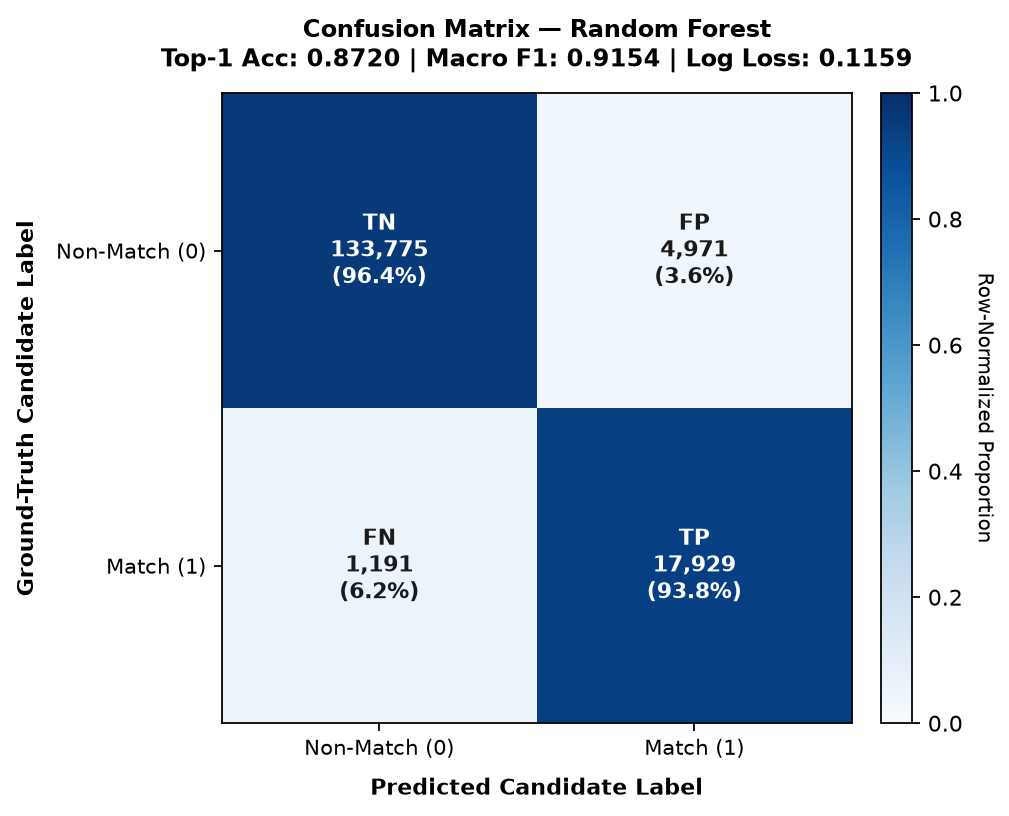 Confusion Matrix — Random Forest
Top-1 Acc: 0.8720 | Macro F1: 0.9154 | Log Loss: 0.1159
Ground-Truth Candidate Label
Non-Match (0)
Match (1)
TN
133,775
(96.4%)
FP
4,971
(3.6%)
FN
1,191
(6.2%)
TP
17,929
(93.8%)
Non-Match (0)
Match (1)
Predicted Candidate Label
1.0
0.8
0.6
0.4
0.2
0.0
Row-Normalized Proportion